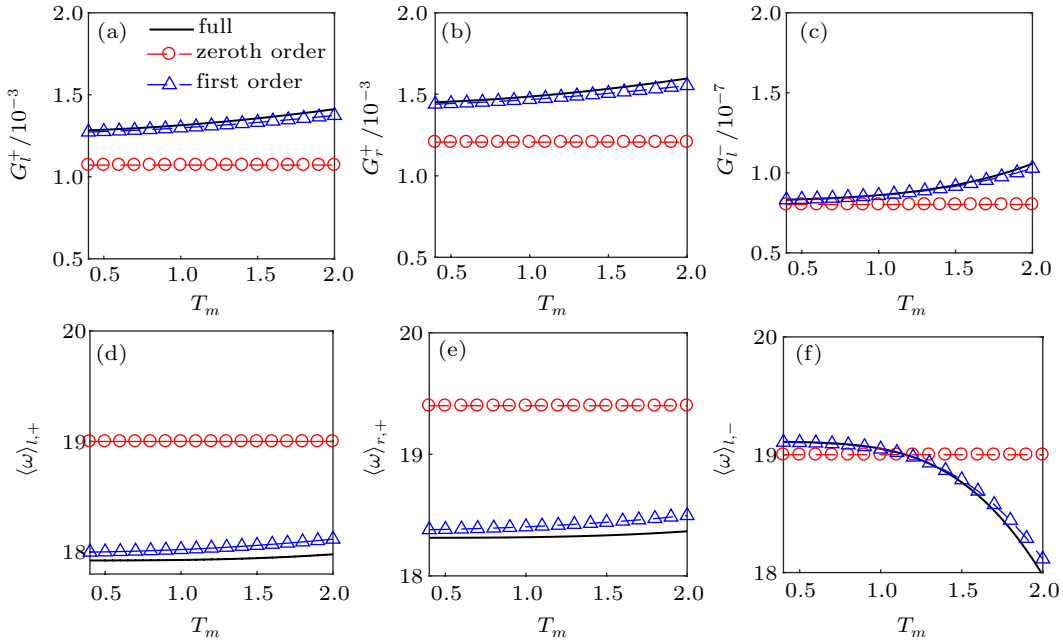 (a)
full
zeroth order
first order
2.0
1.5
1.0
0.5
G_l^+ /10^{-3}
0.5 1.0 1.5 2.0
T_m
(b)
2.0
1.5
1.0
0.5
G_r^+ /10^{-3}
0.5 1.0 1.5 2.0
T_m
(c)
2.0
1.5
1.0
0.5
G_l^- /10^{-7}
0.5 1.0 1.5 2.0
T_m
(d)
20
19
18
⟨ω⟩_{l,+}
0.5 1.0 1.5 2.0
T_m
(e)
20
19
18
⟨ω⟩_{r,+}
0.5 1.0 1.5 2.0
T_m
(f)
20
19
18
⟨ω⟩_{l,-}
0.5 1.0 1.5 2.0
T_m